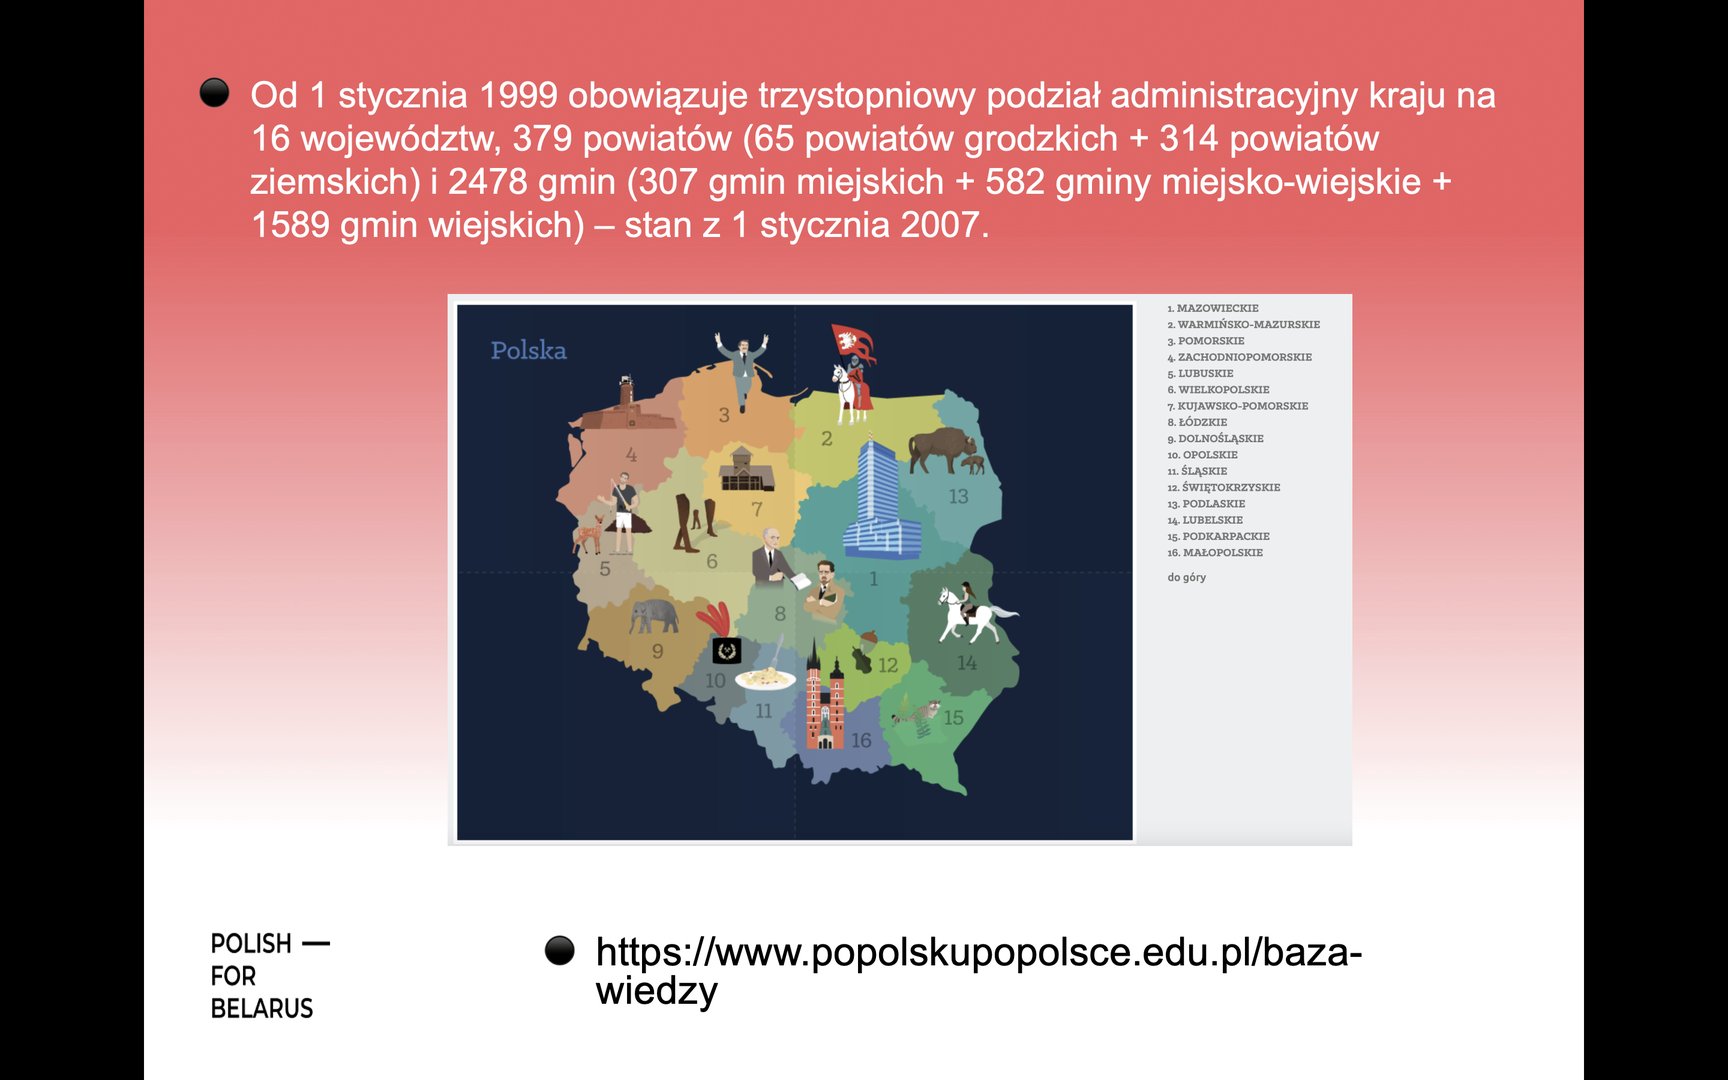 Od 1 stycznia 1999 obowiązuje trzystopniowy podział administracyjny kraju na
16 województw, 379 powiatów (65 powiatów grodzkich + 314 powiatów
ziemskich) i 2478 gmin (307 gmin miejskich + 582 gminy miejsko-wiejskie +
1589 gmin wiejskich) – stan z 1 stycznia 2007.
Polska
3
2
4
13
7
6
5
1
8
9
12
14
10
11
15
16
1. MAZOWIECKIE
2. WARMIŃSKO-MAZURSKIE
3. POMORSKIE
4. ZACHODNIOPOMORSKIE
5. LUBUSKIE
6. WIELKOPOLSKIE
7. KUJAWSKO-POMORSKIE
8. ŁÓDZKIE
9. DOLNOŚLĄSKIE
10. OPOLSKIE
11. ŚLĄSKIE
12. ŚWIĘTOKRZYSKIE
13. PODLASKIE
14. LUBELSKIE
15. PODKARPACKIE
16. MAŁOPOLSKIE
do góry
POLISH —
FOR
BELARUS
https://www.popolskupopolsce.edu.pl/baza-
wiedzy